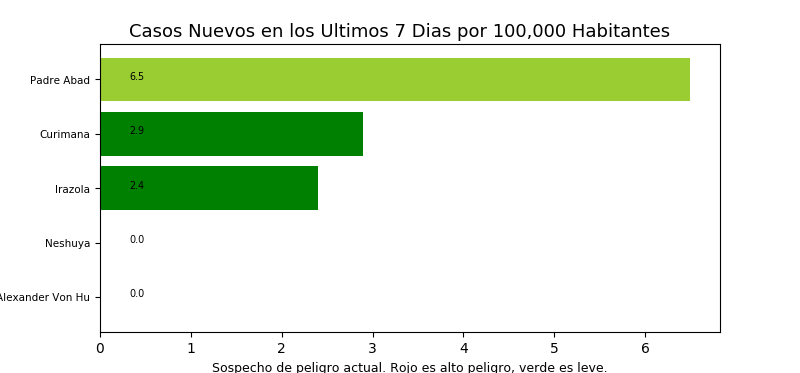 Casos Nuevos en los Ultimos 7 Dias por 100,000 Habitantes
Padre Abad
6.5
Curimana
2.9
Irazola
2.4
Neshuya
0.0
Alexander Von Hu
0.0
0 1 2 3 4 5 6
Sospecho de peligro actual. Rojo es alto peligro, verde es leve.